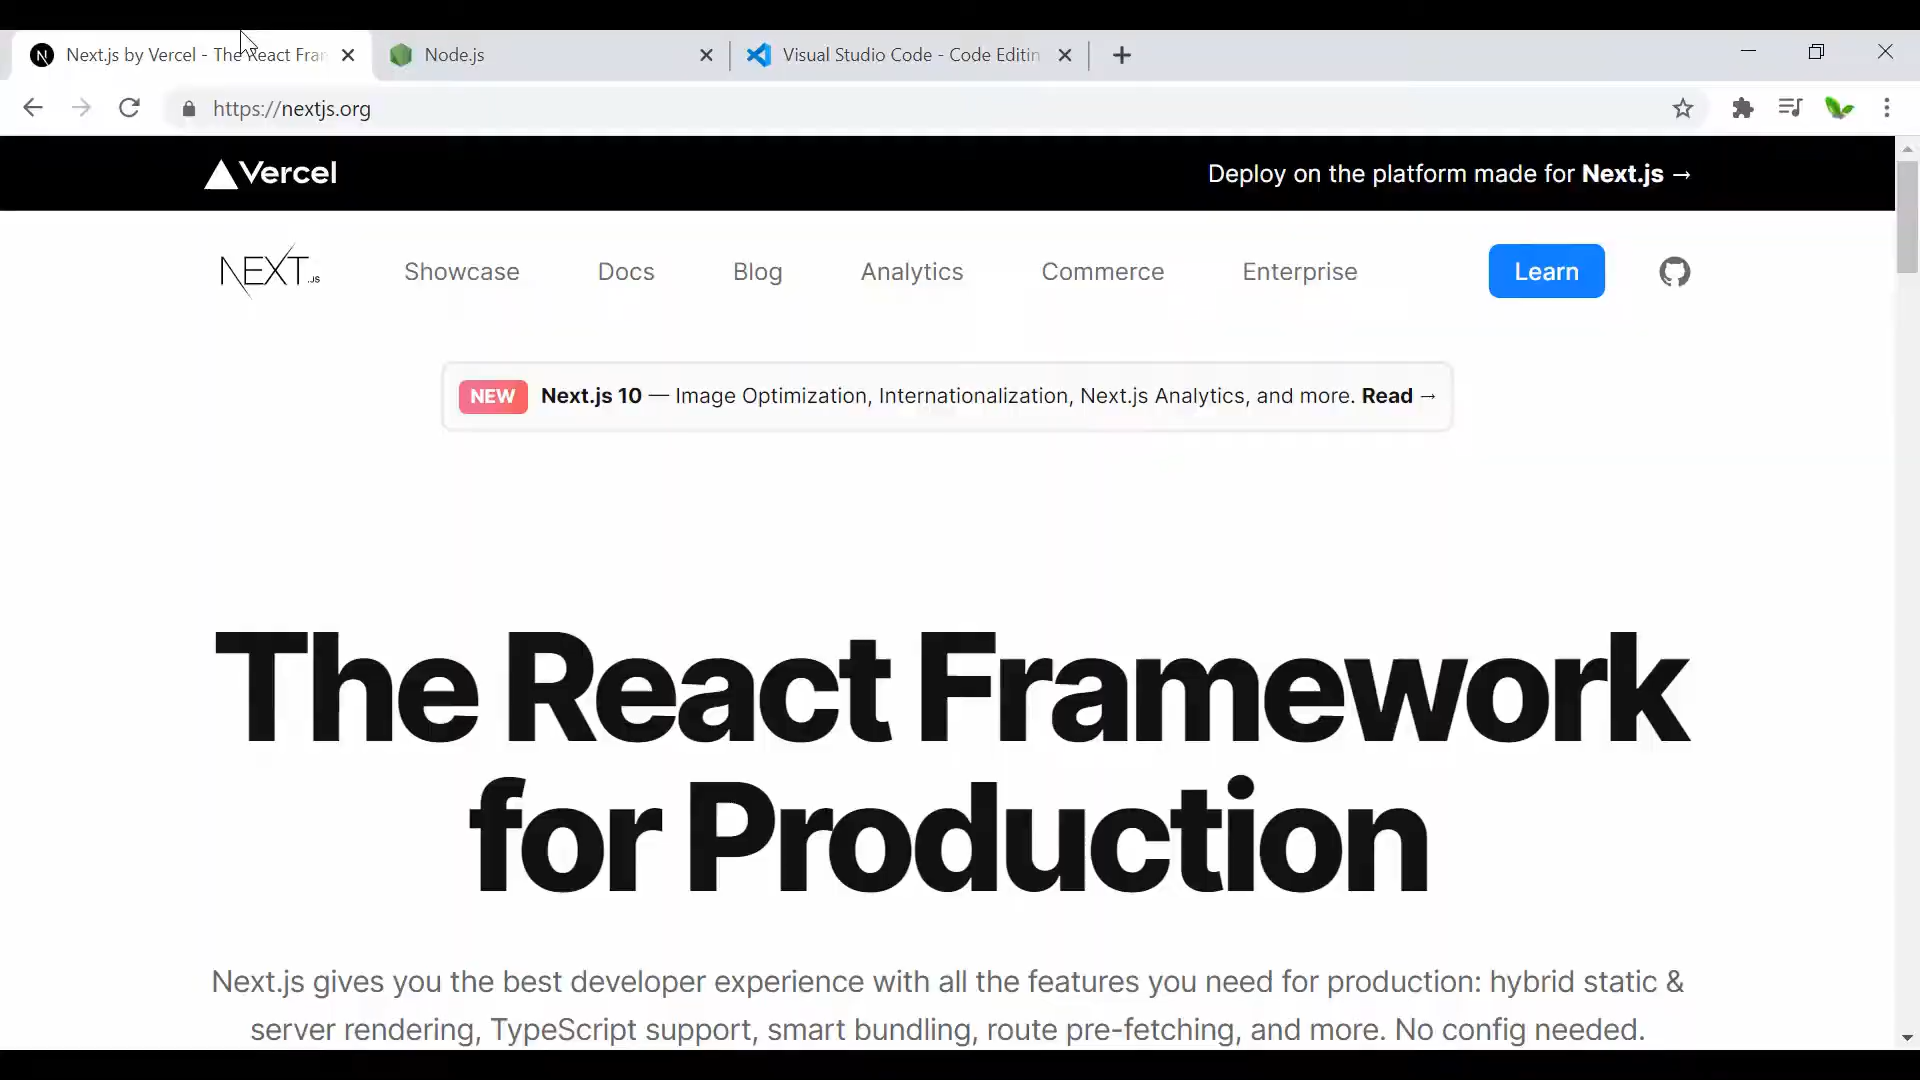 Next.js by Vercel - The React Fran
Node.js
Visual Studio Code - Code Editin
https://nextjs.org
Vercel
Deploy on the platform made for Next.js →
NEXT.JS
Showcase
Docs
Blog
Analytics
Commerce
Enterprise
Learn
NEW Next.js 10 — Image Optimization, Internationalization, Next.js Analytics, and more. Read →
The React Framework
for Production
Next.js gives you the best developer experience with all the features you need for production: hybrid static &
server rendering, TypeScript support, smart bundling, route pre-fetching, and more. No config needed.